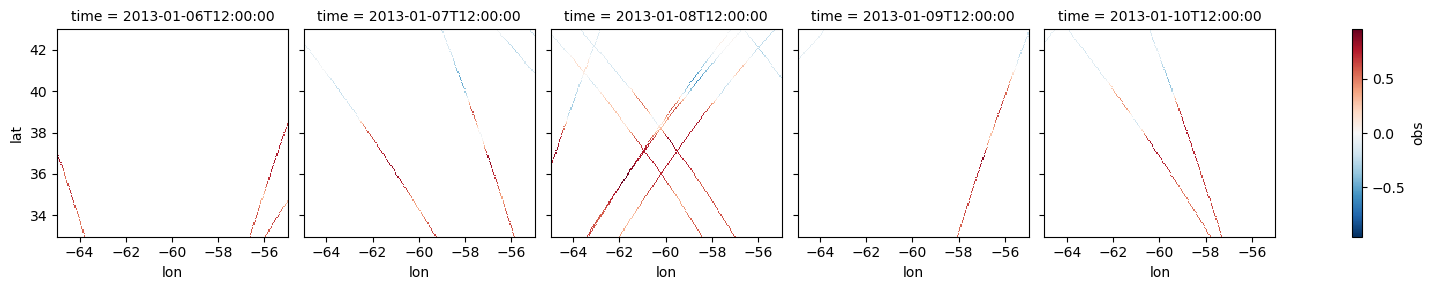 time = 2013-01-06T12:00:00 time = 2013-01-07T12:00:00 time = 2013-01-08T12:00:00 time = 2013-01-09T12:00:00 time = 2013-01-10T12:00:00
42
40
38
36
34
lat
−64 −62 −60 −58 −56 −64 −62 −60 −58 −56 −64 −62 −60 −58 −56 −64 −62 −60 −58 −56 −64 −62 −60 −58 −56
lon lon lon lon lon
0.5
0.0
−0.5
obs